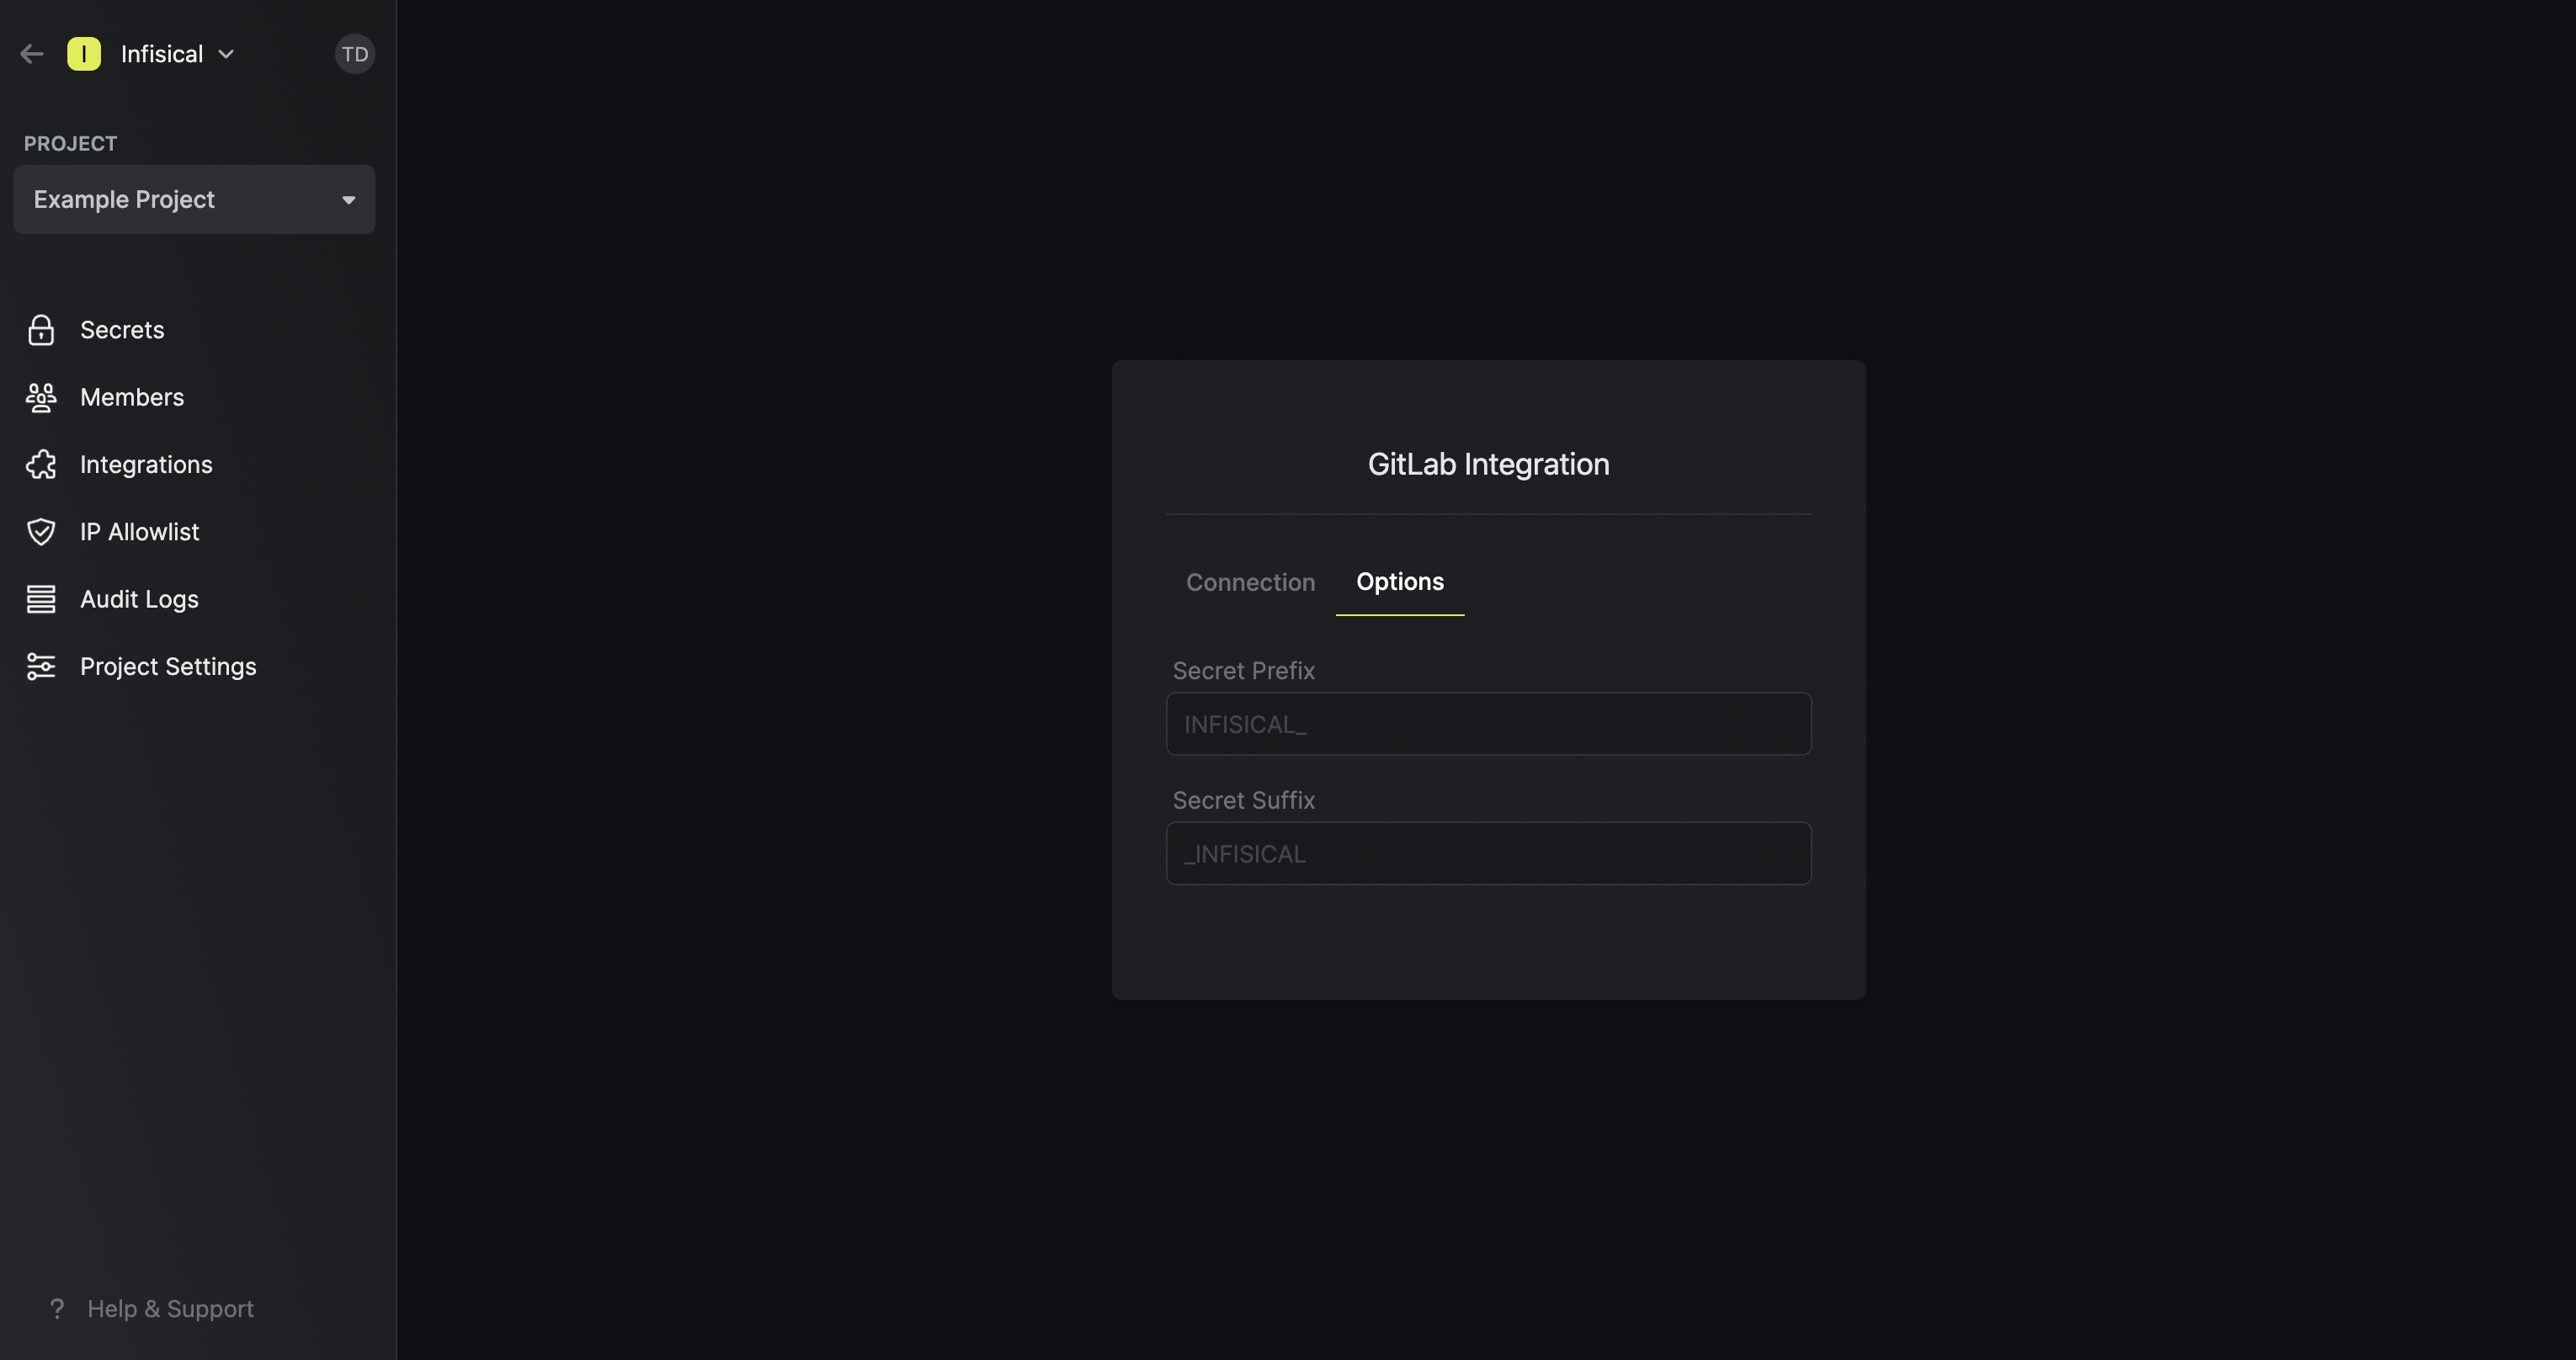 I Infisical TD
PROJECT
Example Project
Secrets
Members
Integrations
IP Allowlist
Audit Logs
Project Settings
? Help & Support
GitLab Integration
Connection Options
Secret Prefix
INFISICAL_
Secret Suffix
_INFISICAL